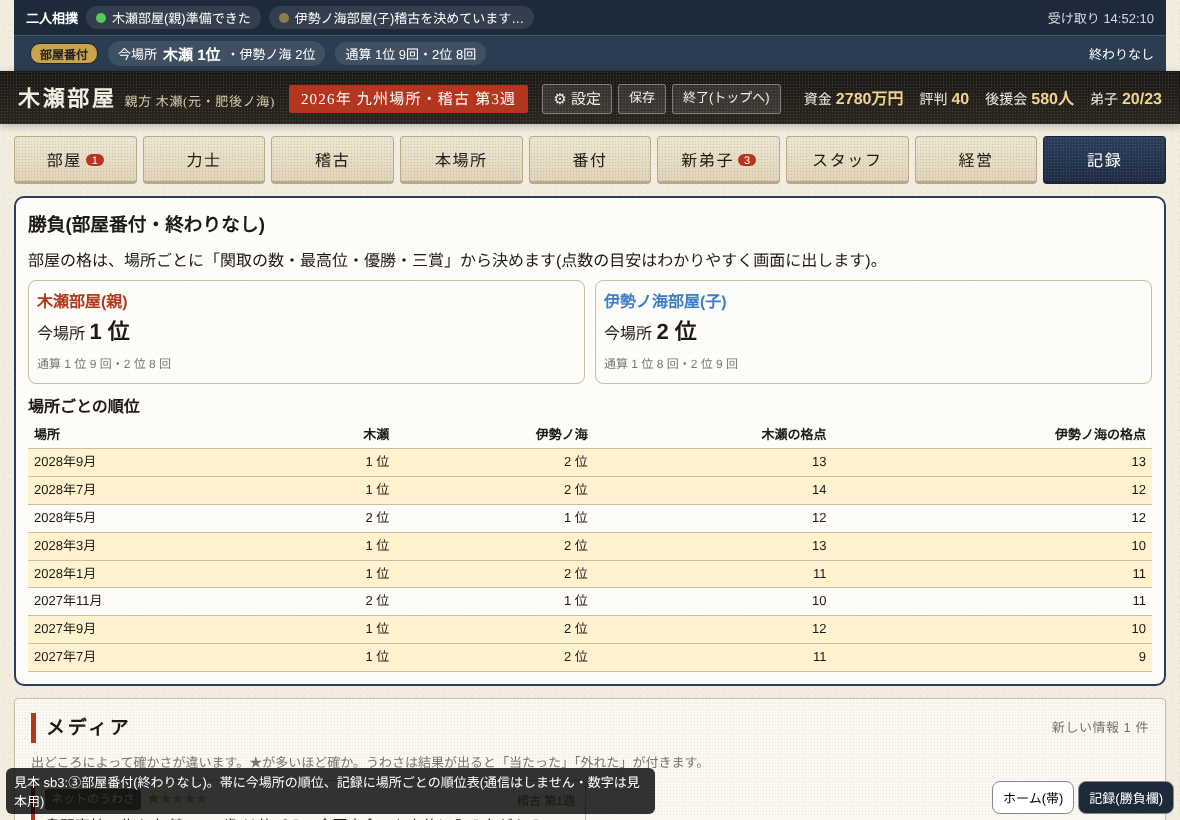 二人相撲 木瀬部屋(親)準備できた 伊勢ノ海部屋(子)稽古を決めています… 受け取り 14:52:10
部屋番付 今場所 木瀬 1位 ・伊勢ノ海 2位 通算 1位 9回・2位 8回 終わりなし
木瀬部屋 親方 木瀬(元・肥後ノ海) 2026年 九州場所・稽古 第3週 ⚙ 設定 保存 終了(トップへ) 資金 2780万円 評判 40 後援会 580人 弟子 20/23
部屋 1 力士 稽古 本場所 番付 新弟子 3 スタッフ 経営 記録
勝負(部屋番付・終わりなし)
部屋の格は、場所ごとに「関取の数・最高位・優勝・三賞」から決めます(点数の目安はわかりやすく画面に出します)。
木瀬部屋(親)
今場所 1 位
通算 1 位 9 回・2 位 8 回
伊勢ノ海部屋(子)
今場所 2 位
通算 1 位 8 回・2 位 9 回
場所ごとの順位
場所 木瀬 伊勢ノ海 木瀬の格点 伊勢ノ海の格点
2028年9月 1 位 2 位 13 13
2028年7月 1 位 2 位 14 12
2028年5月 2 位 1 位 12 12
2028年3月 1 位 2 位 13 10
2028年1月 1 位 2 位 11 11
2027年11月 2 位 1 位 10 11
2027年9月 1 位 2 位 12 10
2027年7月 1 位 2 位 11 9
メディア 新しい情報 1 件
出どころによって確かさが違います。★が多いほど確か。うわさは結果が出ると「当たった」「外れた」が付きます。
見本 sb3:③部屋番付(終わりなし)。帯に今場所の順位、記録に場所ごとの順位表(通信はしません・数字は見
本用)
ネットのうわさ ★★★★★ 稽古 第1週
ホーム(帯) 記録(勝負欄)